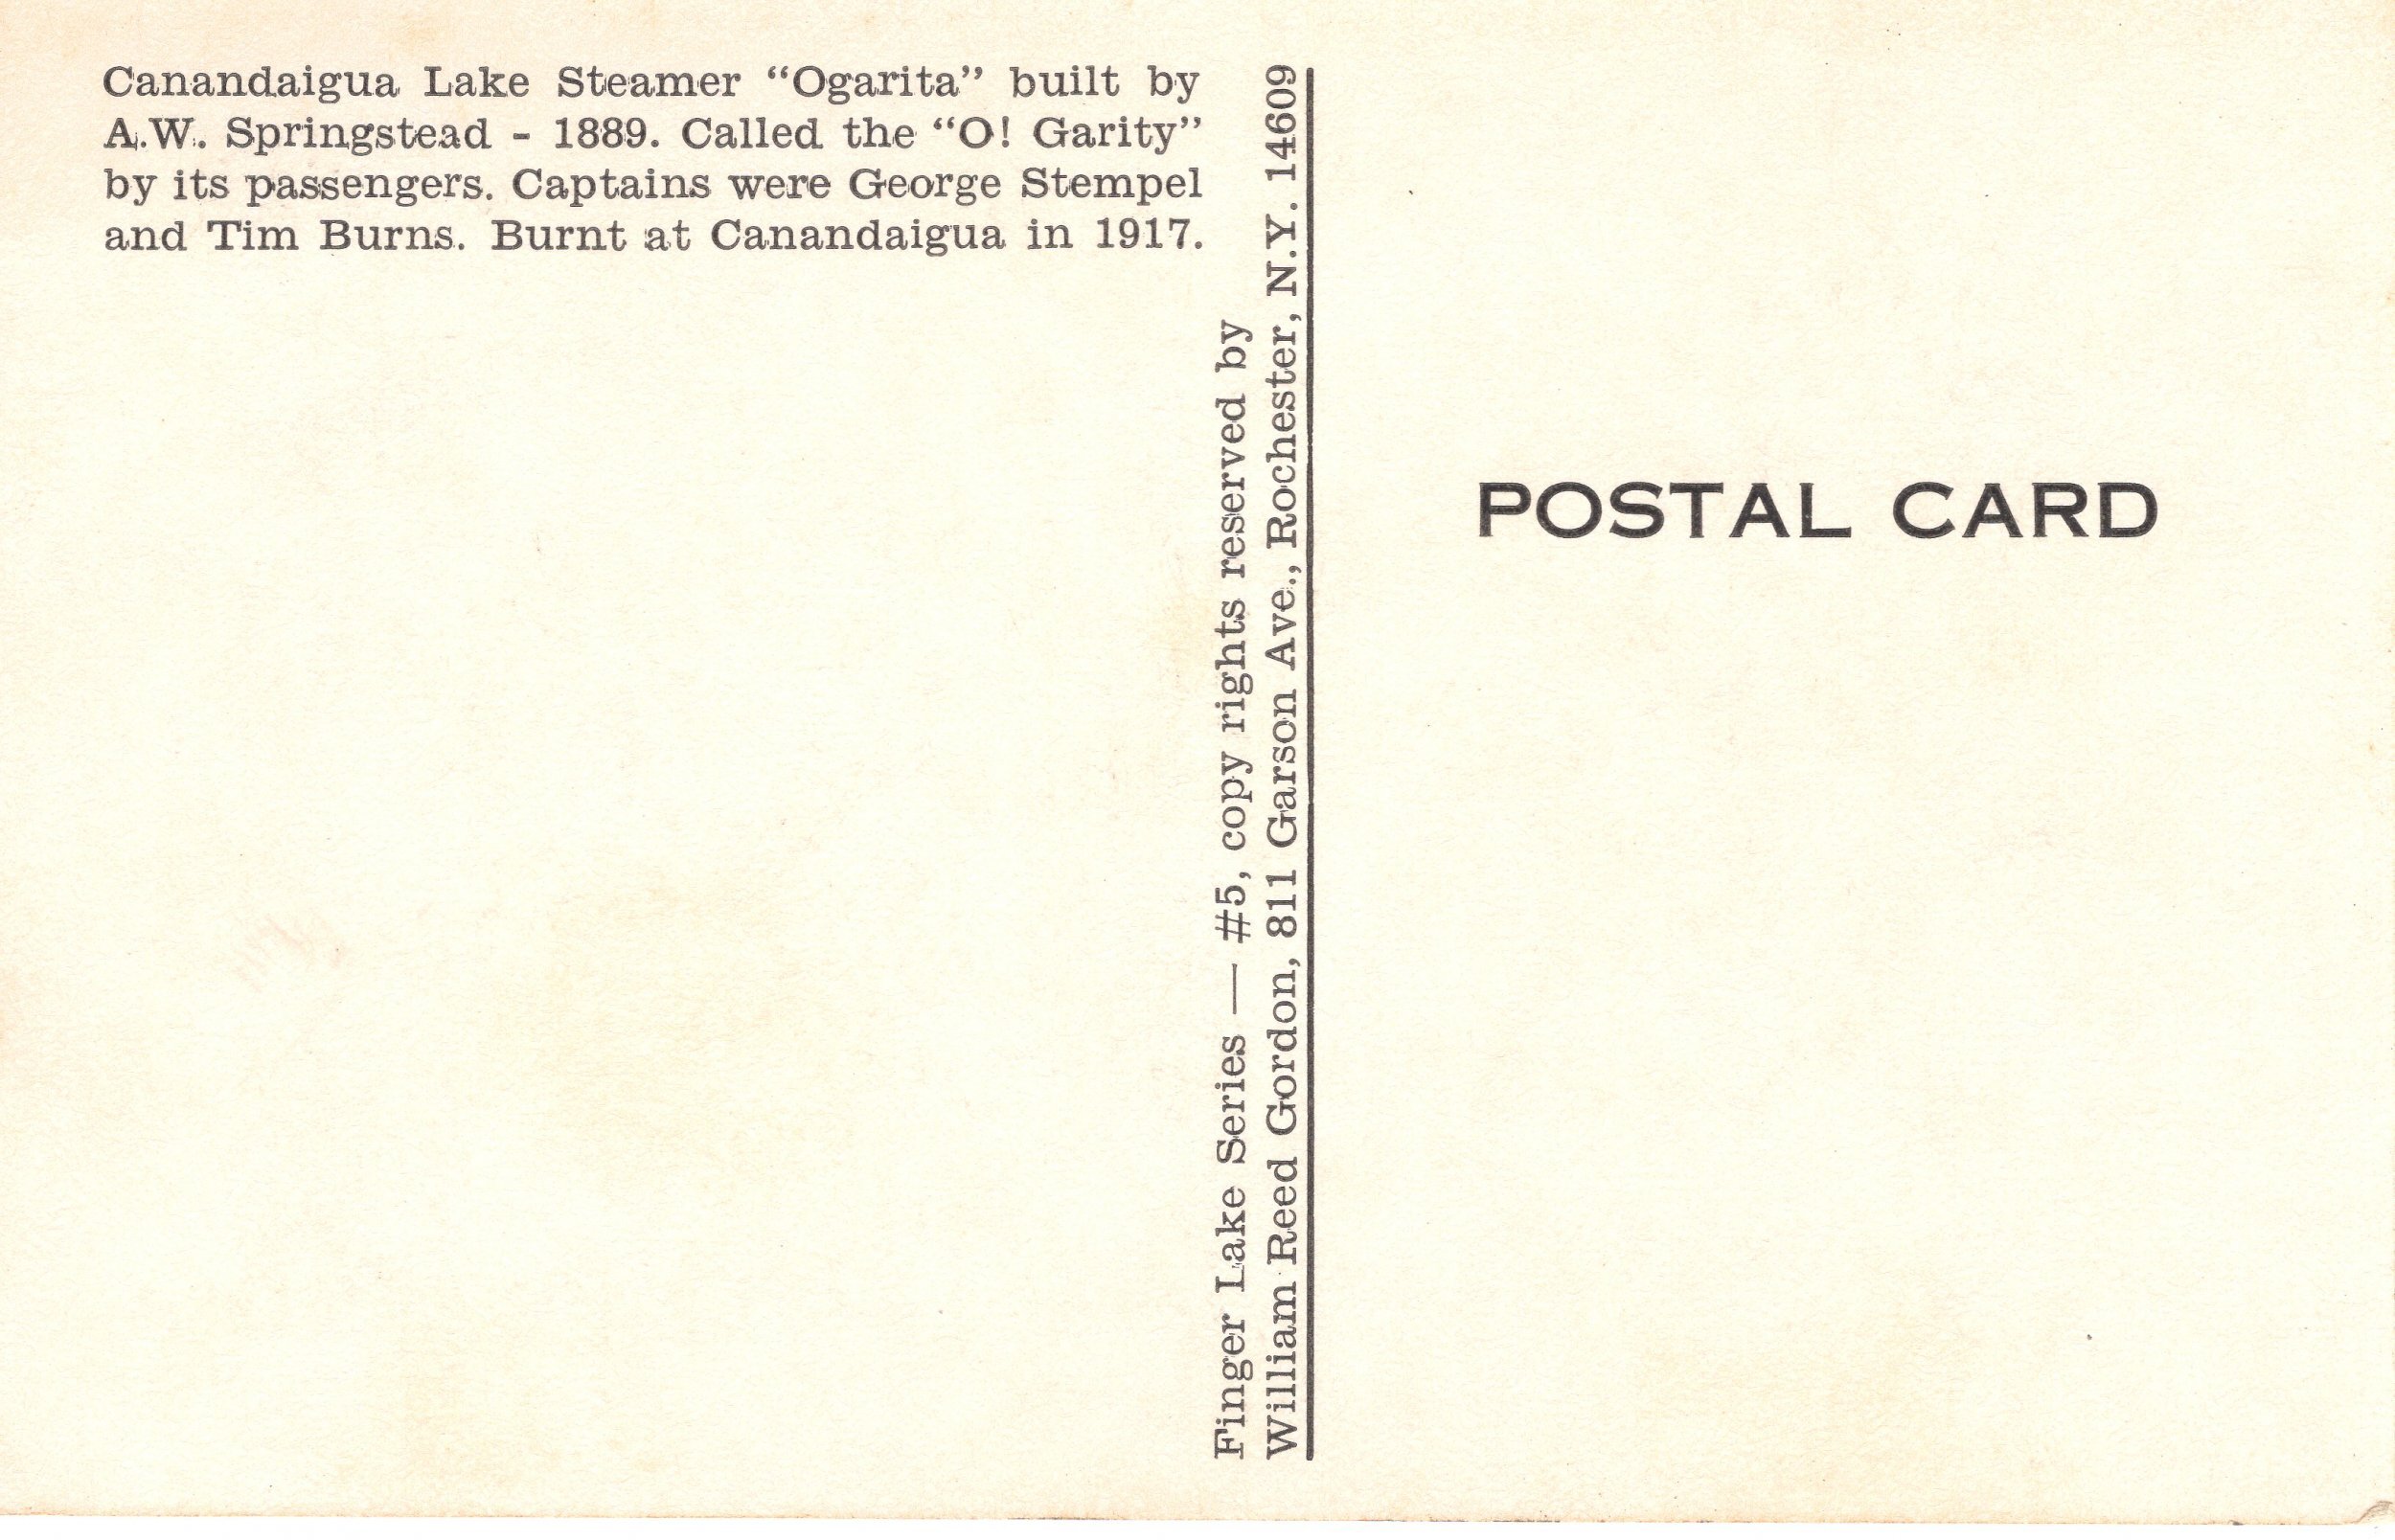 Canandaigua Lake Steamer “Ogarita” built by
A.W. Springstead - 1889. Called the “O! Garity”
by its passengers. Captains were George Stempel
and Tim Burns. Burnt at Canandaigua in 1917.
Finger Lake Series — #5, copy rights reserved by
William Reed Gordon, 811 Garson Ave., Rochester, N.Y. 14609
POSTAL CARD